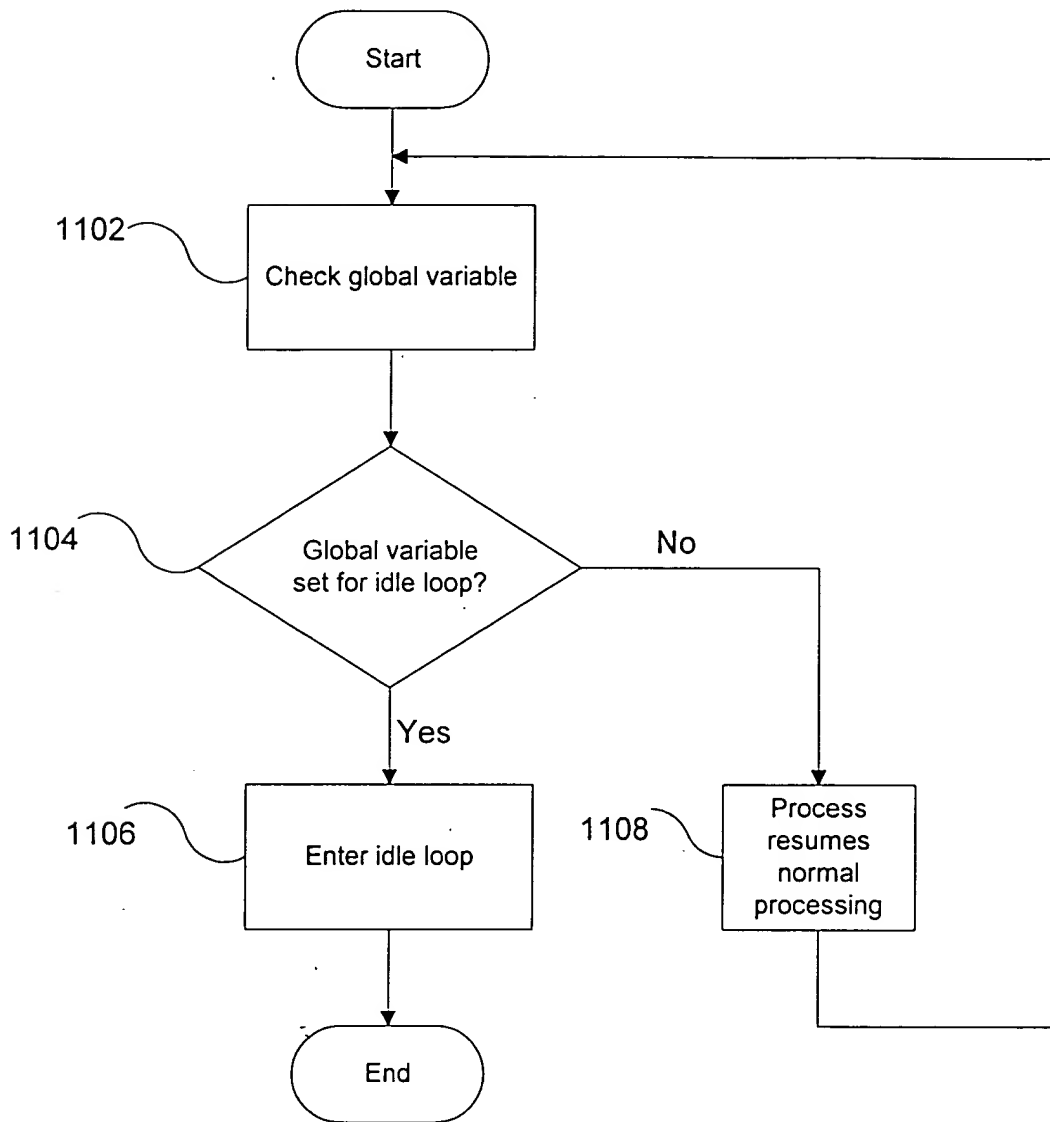 Start
1102
Check global variable
1104
Global variable
set for idle loop?
No
Yes
1106
Enter idle loop
1108
Process
resumes
normal
processing
End